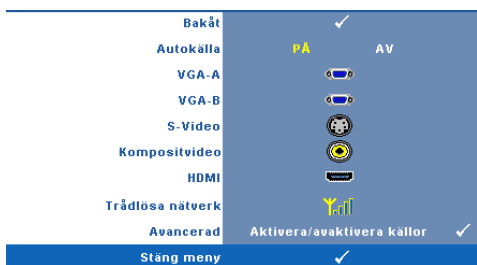 Bakåt
Autokälla PÅ AV
VGA-A
VGA-B
S-Video
Kompositvideo
HDMI
Trådlösa nätverk
Avancerad Aktivera/avaktivera källor
Stäng meny